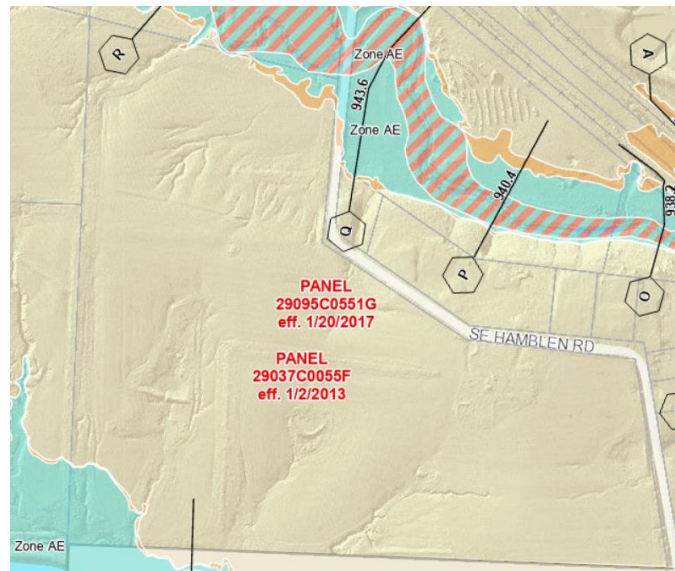 R
Zone AE
A
943.6
Zone AE
940.4
938.2
Q
P
O
PANEL
29095C0551G
eff. 1/20/2017
SE HAMBLEN RD
PANEL
29037C0055F
eff. 1/2/2013
Zone AE